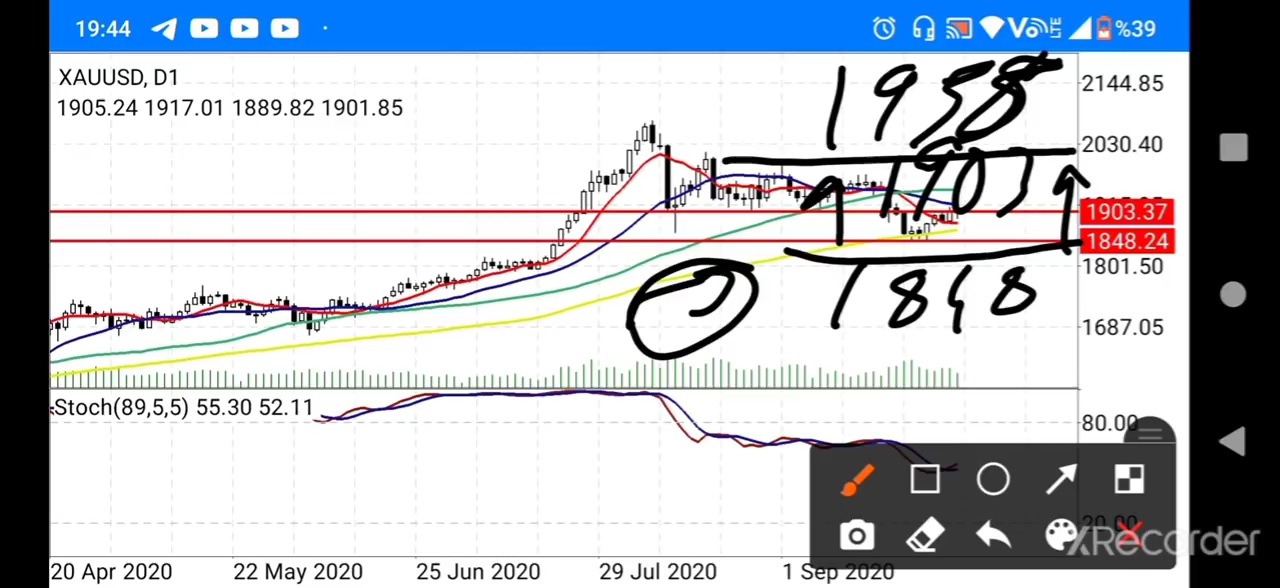 19:44 %39
XAUUSD, D1
1905.24 1917.01 1889.82 1901.85
2144.85
1958
2030.40
1903
1903.37
1848.24
1801.50
1848
1687.05
Stoch(89,5,5) 55.30 52.11
80.00
20.00
XRecorder
20 Apr 2020 22 May 2020 25 Jun 2020 29 Jul 2020 1 Sep 2020